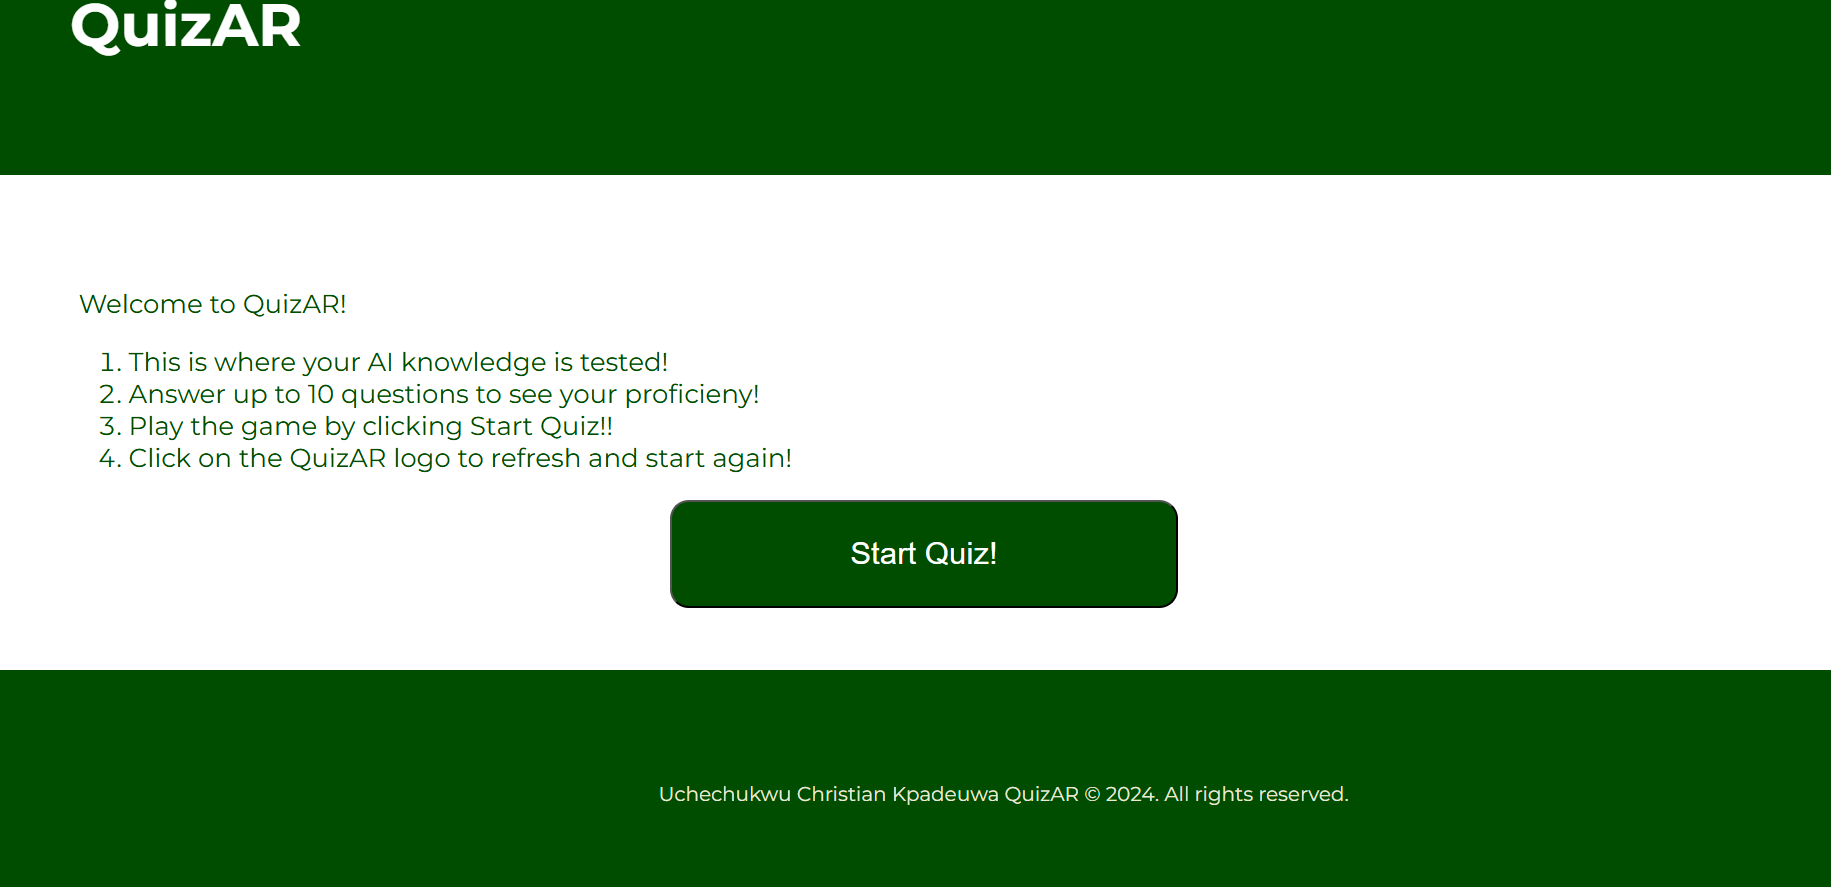 QuizAR
Welcome to QuizAR!
1. This is where your AI knowledge is tested!
2. Answer up to 10 questions to see your proficieny!
3. Play the game by clicking Start Quiz!!
4. Click on the QuizAR logo to refresh and start again!
Start Quiz!
Uchechukwu Christian Kpadeuwa QuizAR © 2024. All rights reserved.